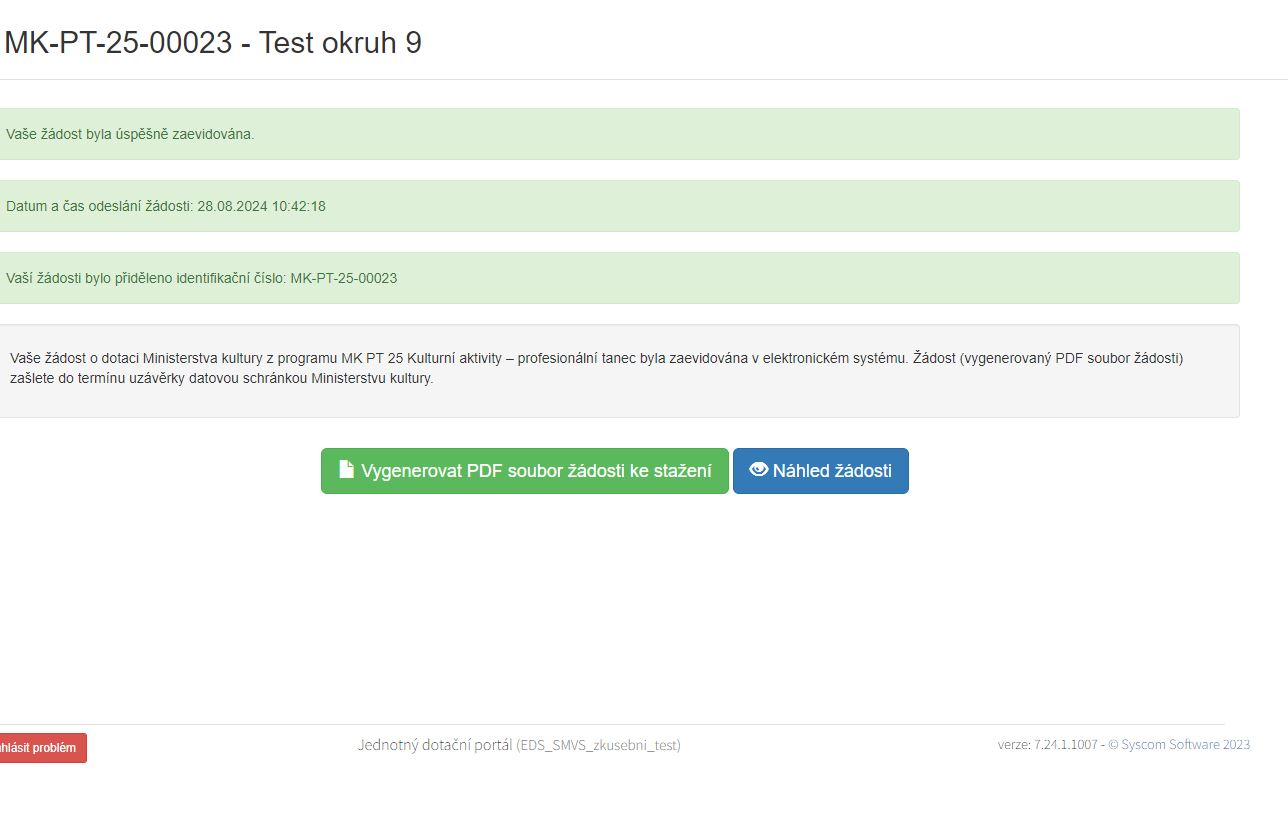 MK-PT-25-00023 - Test okruh 9
Vaše žádost byla úspěšně zaevidována.
Datum a čas odeslání žádosti: 28.08.2024 10:42:18
Vaší žádosti bylo přiděleno identifikační číslo: MK-PT-25-00023
Vaše žádost o dotaci Ministerstva kultury z programu MK PT 25 Kulturní aktivity – profesionální tanec byla zaevidována v elektronickém systému. Žádost (vygenerovaný PDF soubor žádosti)
zašlete do termínu uzávěrky datovou schránkou Ministerstvu kultury.
Vygenerovat PDF soubor žádosti ke stažení Náhled žádosti
hlásit problém Jednotný dotační portál (EDS_SMVS_zkusebni_test) verze: 7.24.1.1007 - © Syscom Software 2023